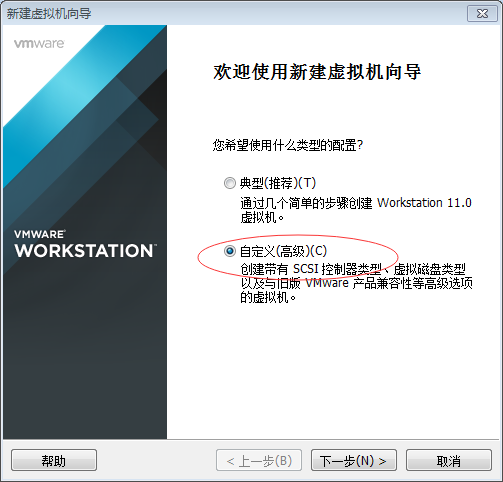 新建虚拟机向导
vmware
欢迎使用新建虚拟机向导
您希望使用什么类型的配置?
典型(推荐)(T)
通过几个简单的步骤创建 Workstation 11.0
虚拟机。
VMWARE®
WORKSTATION™
自定义(高级)(C)
创建带有 SCSI 控制器类型、虚拟磁盘类型
以及与旧版 VMware 产品兼容性等高级选项
的虚拟机。
帮助
< 上一步(B)
下一步(N) >
取消